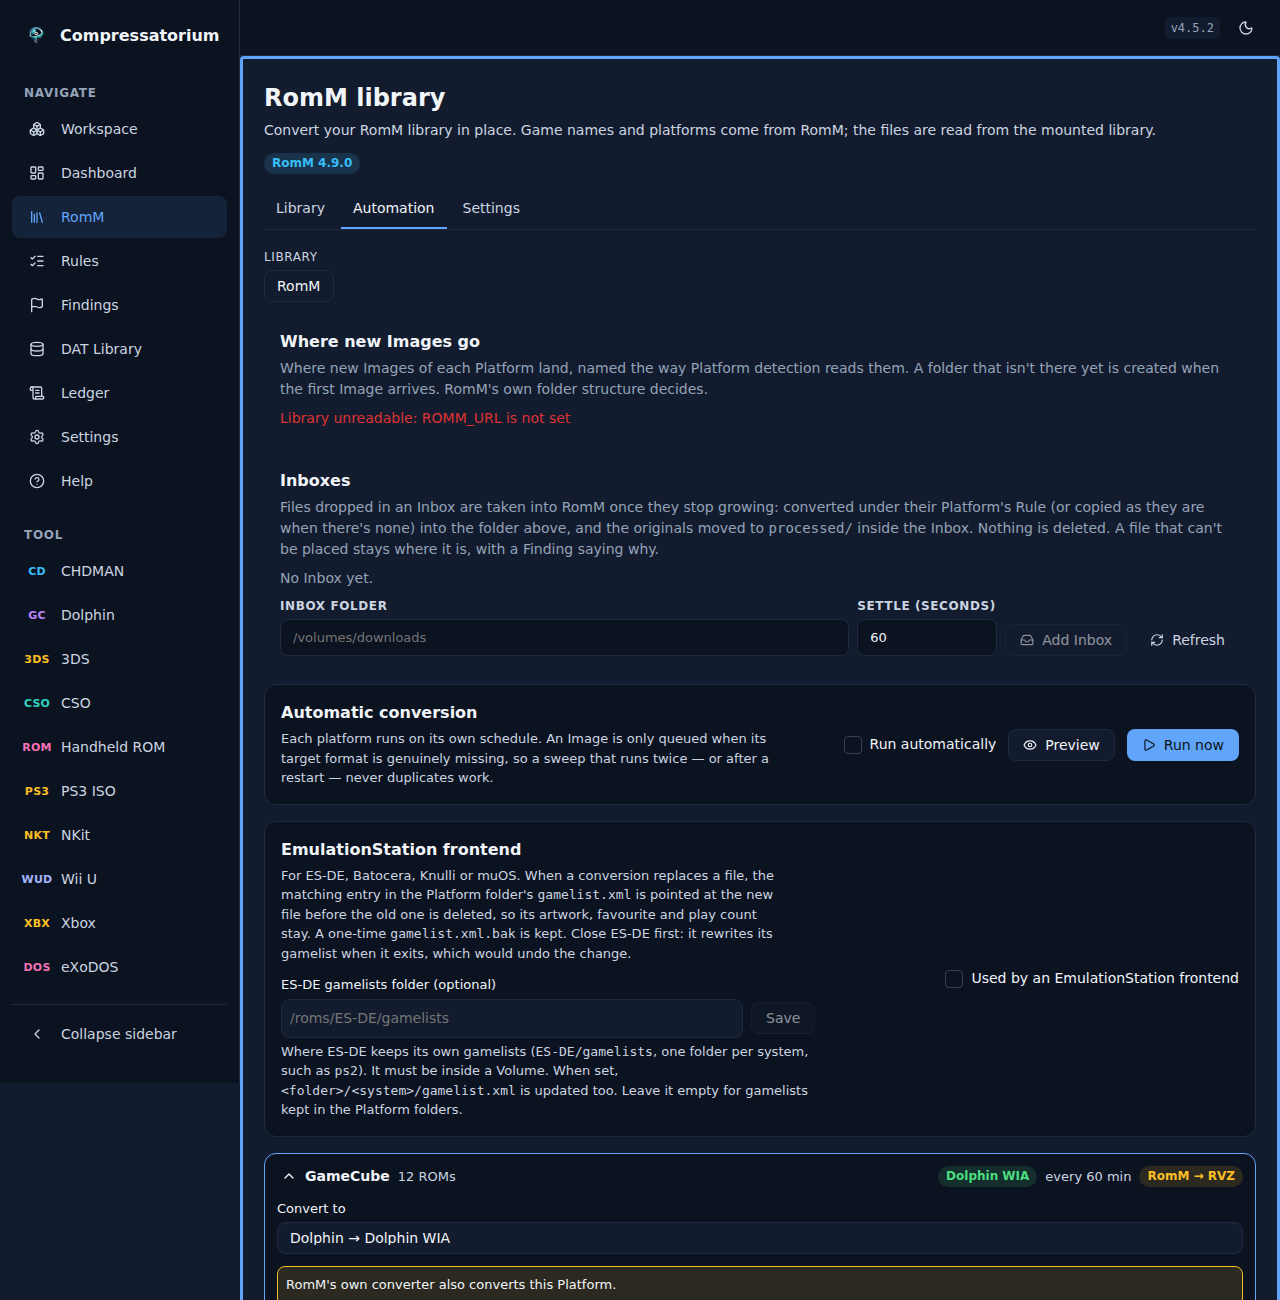 Compressatorium
v4.5.2
NAVIGATE
Workspace
Dashboard
RomM
Rules
Findings
DAT Library
Ledger
Settings
Help
TOOL
CD CHDMAN
GC Dolphin
3DS 3DS
CSO CSO
ROM Handheld ROM
PS3 PS3 ISO
NKT NKit
WUD Wii U
XBX Xbox
DOS eXoDOS
Collapse sidebar
RomM library
Convert your RomM library in place. Game names and platforms come from RomM; the files are read from the mounted library.
RomM 4.9.0
Library Automation Settings
LIBRARY
RomM
Where new Images go
Where new Images of each Platform land, named the way Platform detection reads them. A folder that isn't there yet is created when
the first Image arrives. RomM's own folder structure decides.
Library unreadable: ROMM_URL is not set
Inboxes
Files dropped in an Inbox are taken into RomM once they stop growing: converted under their Platform's Rule (or copied as they are
when there's none) into the folder above, and the originals moved to processed/ inside the Inbox. Nothing is deleted. A file that can't
be placed stays where it is, with a Finding saying why.
No Inbox yet.
INBOX FOLDER SETTLE (SECONDS)
/volumes/downloads 60 Add Inbox Refresh
Automatic conversion
Each platform runs on its own schedule. An Image is only queued when its
target format is genuinely missing, so a sweep that runs twice — or after a
restart — never duplicates work.
Run automatically Preview Run now
EmulationStation frontend
For ES-DE, Batocera, Knulli or muOS. When a conversion replaces a file, the
matching entry in the Platform folder's gamelist.xml is pointed at the new
file before the old one is deleted, so its artwork, favourite and play count
stay. A one-time gamelist.xml.bak is kept. Close ES-DE first: it rewrites its
gamelist when it exits, which would undo the change.
Used by an EmulationStation frontend
ES-DE gamelists folder (optional)
/roms/ES-DE/gamelists Save
Where ES-DE keeps its own gamelists (ES-DE/gamelists, one folder per system,
such as ps2). It must be inside a Volume. When set,
<folder>/<system>/gamelist.xml is updated too. Leave it empty for gamelists
kept in the Platform folders.
GameCube 12 ROMs Dolphin WIA every 60 min RomM → RVZ
Convert to
Dolphin → Dolphin WIA
RomM's own converter also converts this Platform.